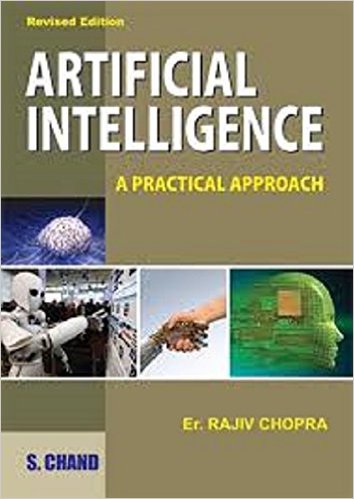 Revised Edition
ARTIFICIAL
INTELLIGENCE
A PRACTICAL APPROACH
Er. RAJIV CHOPRA
S. CHAND